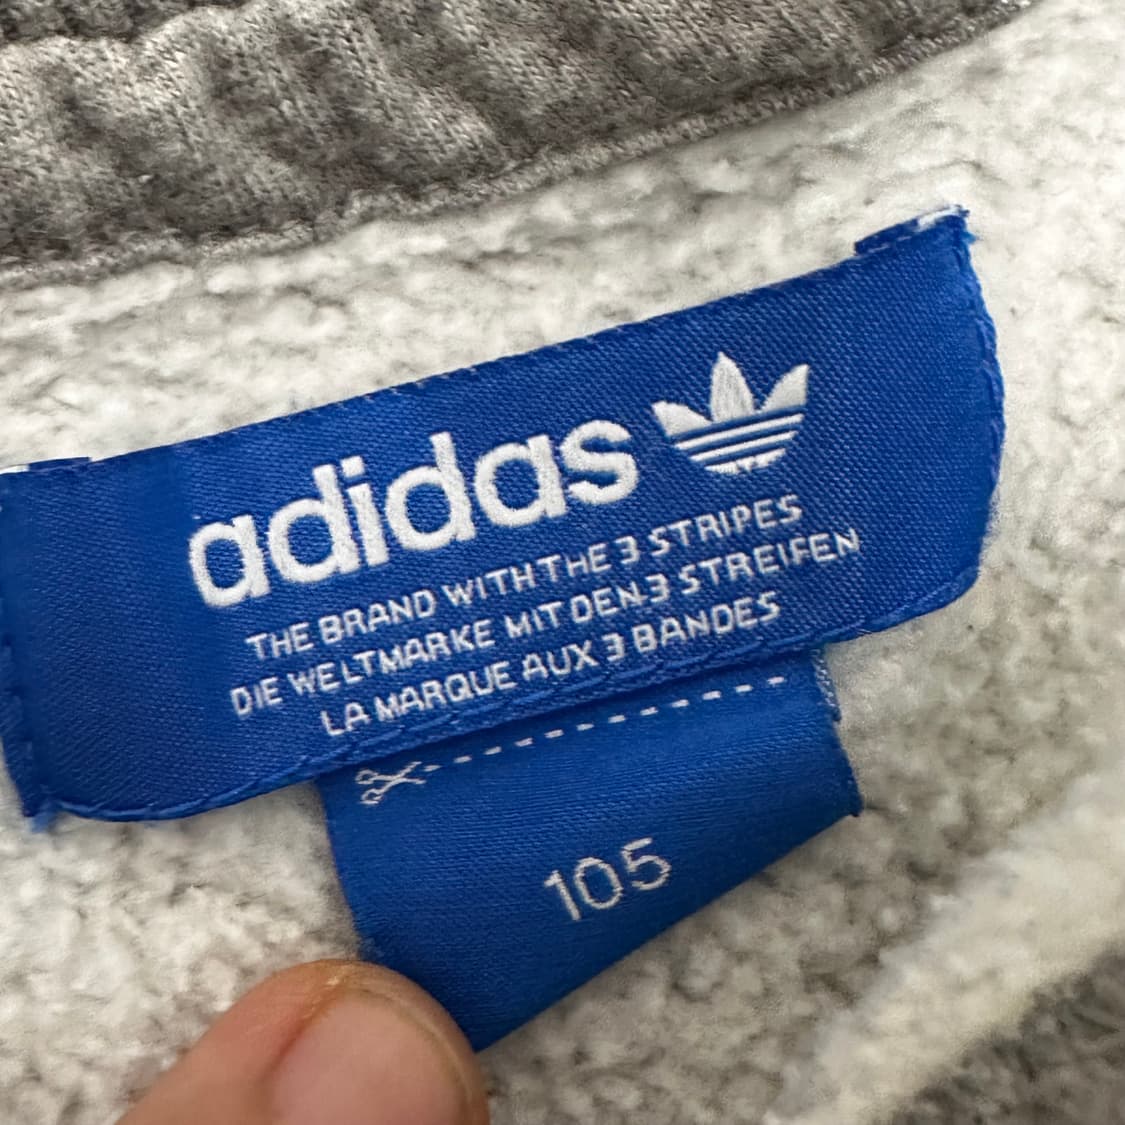 adidas
THE BRAND WITH THE 3 STRIPES
DIE WELTMARKE MIT DEN 3 STREIFEN
LA MARQUE AUX 3 BANDES
105